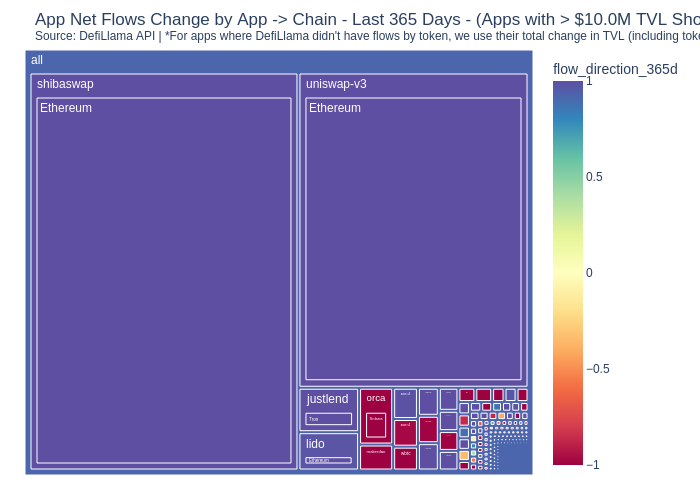 App Net Flows Change by App -> Chain - Last 365 Days - (Apps with > $10.0M TVL Sho
Source: DefiLlama API | *For apps where DefiLlama didn't have flows by token, we use their total change in TVL (including toke
all
shibaswap
Ethereum
uniswap-v3
Ethereum
justlend
Tron
lido
Ethereum
orca
wbtc
flow_direction_365d
1
0.5
0
−0.5
−1